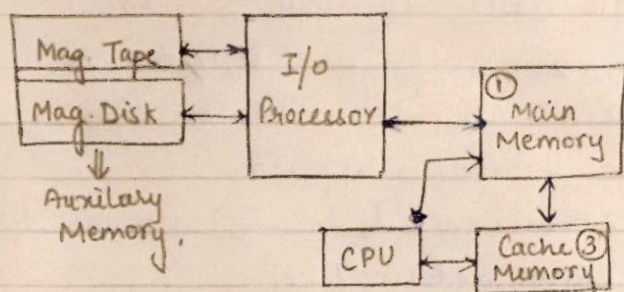 Mag. Tape
Mag. Disk
Auxilary
Memory.
I/o
Processor
①
Main
Memory
CPU
Cache ③
Memory